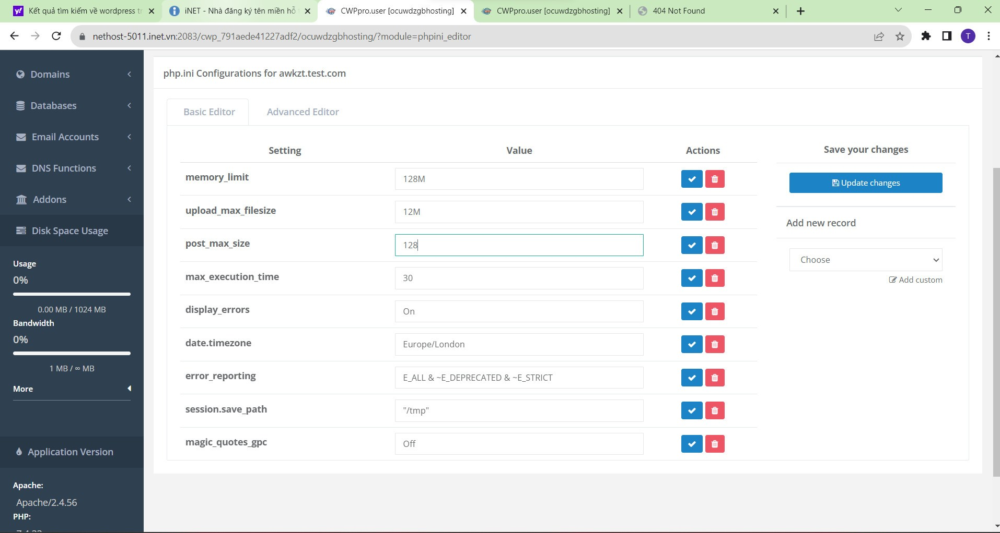 Kết quả tìm kiếm về wordpress tr
iNET - Nhà đăng ký tên miền hỗ
CWPpro.user [ocuwdzgbhosting]
CWPpro.user [ocuwdzgbhosting]
404 Not Found
nethost-5011.inet.vn:2083/cwp_791aede41227adf2/ocuwdzgbhosting/?module=phpini_editor
T
Domains
Databases
Email Accounts
DNS Functions
Addons
Disk Space Usage
Usage
0%
0.00 MB / 1024 MB
Bandwidth
0%
1 MB / ∞ MB
More
Application Version
Apache:
Apache/2.4.56
PHP:
php.ini Configurations for awkzt.test.com
Basic Editor
Advanced Editor
Setting Value Actions
memory_limit 128M
upload_max_filesize 12M
post_max_size 128
max_execution_time 30
display_errors On
date.timezone Europe/London
error_reporting E_ALL & ~E_DEPRECATED & ~E_STRICT
session.save_path "/tmp"
magic_quotes_gpc Off
Save your changes
Update changes
Add new record
Choose
Add custom